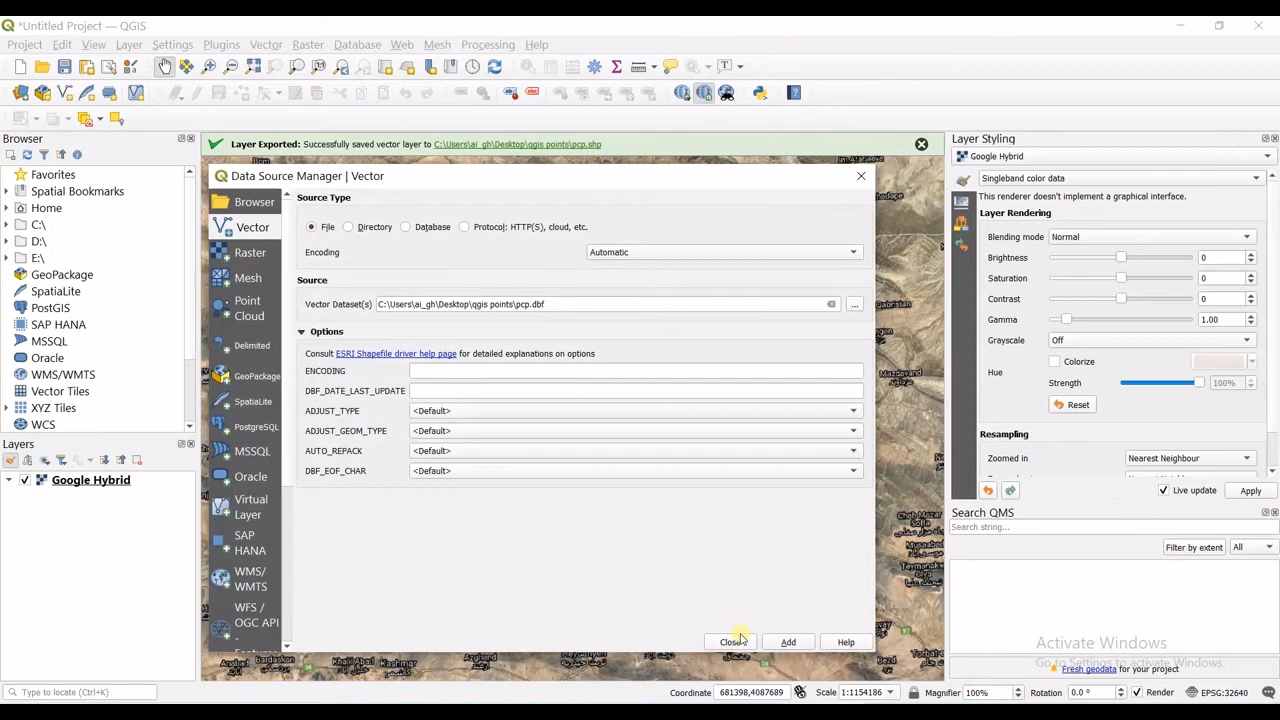 *Untitled Project — QGIS
Project Edit View Layer Settings Plugins Vector Raster Database Web Mesh Processing Help
Browser
Favorites
Spatial Bookmarks
Home
C:\
D:\
E:\
GeoPackage
SpatiaLite
PostGIS
SAP HANA
MSSQL
Oracle
WMS/WMTS
Vector Tiles
XYZ Tiles
WCS
Layers
Google Hybrid
Layer Exported: Successfully saved vector layer to C:\Users\ai_gh\Desktop\qgis points\pcp.shp
Data Source Manager | Vector
Browser
Vector
Raster
Mesh
Point
Cloud
Delimited
GeoPackage
SpatiaLite
PostgreSQL
MSSQL
Oracle
Virtual
Layer
SAP
HANA
WMS/
WMTS
WFS /
OGC API
-
Source Type
File Directory Database Protocol: HTTP(S), cloud, etc.
Encoding Automatic
Source
Vector Dataset(s) C:\Users\ai_gh\Desktop\qgis points\pcp.dbf ...
Options
Consult ESRI Shapefile driver help page for detailed explanations on options
ENCODING
DBF_DATE_LAST_UPDATE
ADJUST_TYPE <Default>
ADJUST_GEOM_TYPE <Default>
AUTO_REPACK <Default>
DBF_EOF_CHAR <Default>
Close Add Help
Mazdavand
Kashmar
Azghand
Bardaskan
Khalil Abad
Anabad
Layer Styling
Google Hybrid
Singleband color data
This renderer doesn't implement a graphical interface.
Layer Rendering
Blending mode Normal
Brightness 0
Saturation 0
Contrast 0
Gamma 1.00
Grayscale Off
Colorize
Hue
Strength 100%
Reset
Resampling
Zoomed in Nearest Neighbour
Live update Apply
Search QMS
Search string...
Filter by extent All
Activate Windows
Go to Settings to activate Windows.
Fresh geodata for your project
Type to locate (Ctrl+K) Coordinate 681398,4087689 Scale 1:1154186 Magnifier 100% Rotation 0.0 ° Render EPSG:32640